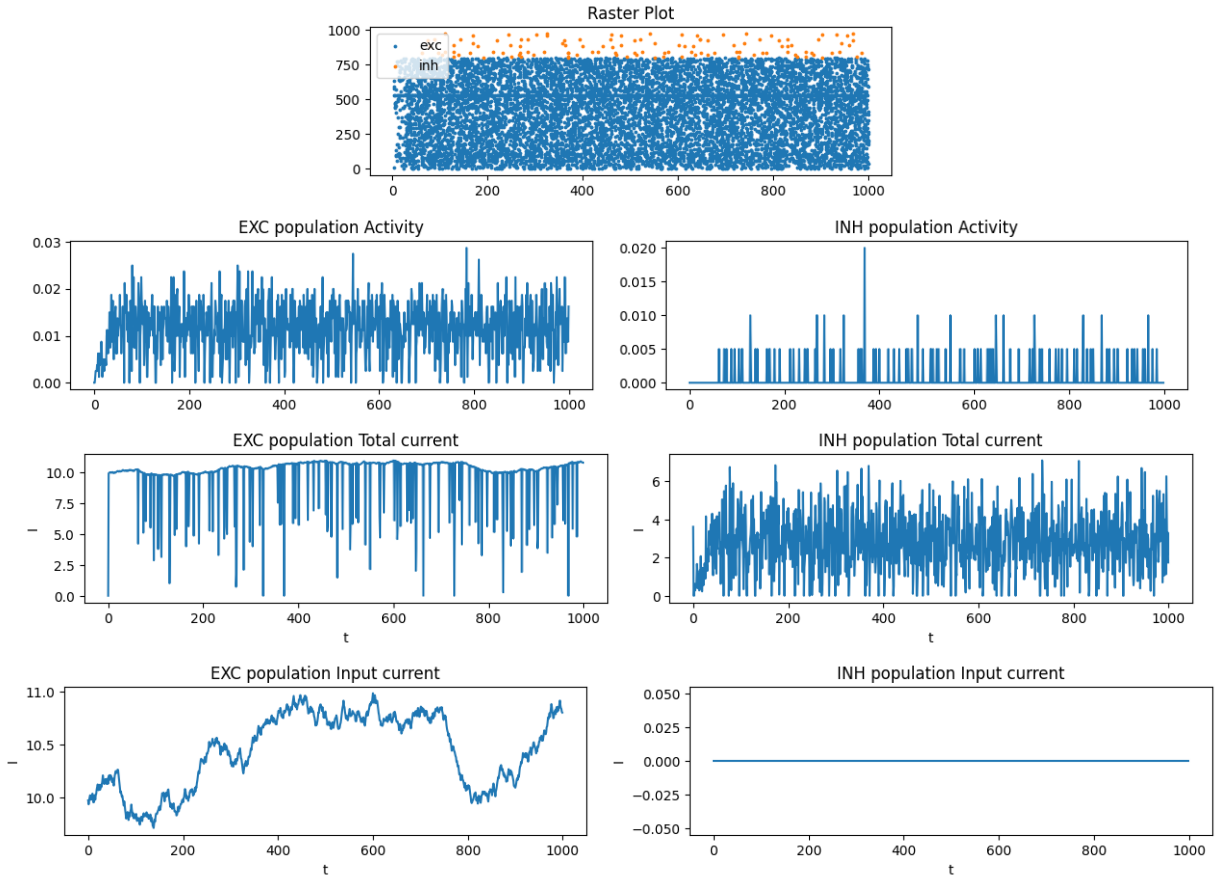 Raster Plot
1000
750
500
250
0
exc
inh
0 200 400 600 800 1000
EXC population Activity
0.03
0.02
0.01
0.00
0 200 400 600 800 1000
INH population Activity
0.020
0.015
0.010
0.005
0.000
0 200 400 600 800 1000
EXC population Total current
I
10.0
7.5
5.0
2.5
0.0
0 200 400 600 800 1000
t
INH population Total current
I
6
4
2
0
0 200 400 600 800 1000
t
EXC population Input current
I
11.0
10.5
10.0
0 200 400 600 800 1000
t
INH population Input current
I
0.050
0.025
0.000
−0.025
−0.050
0 200 400 600 800 1000
t